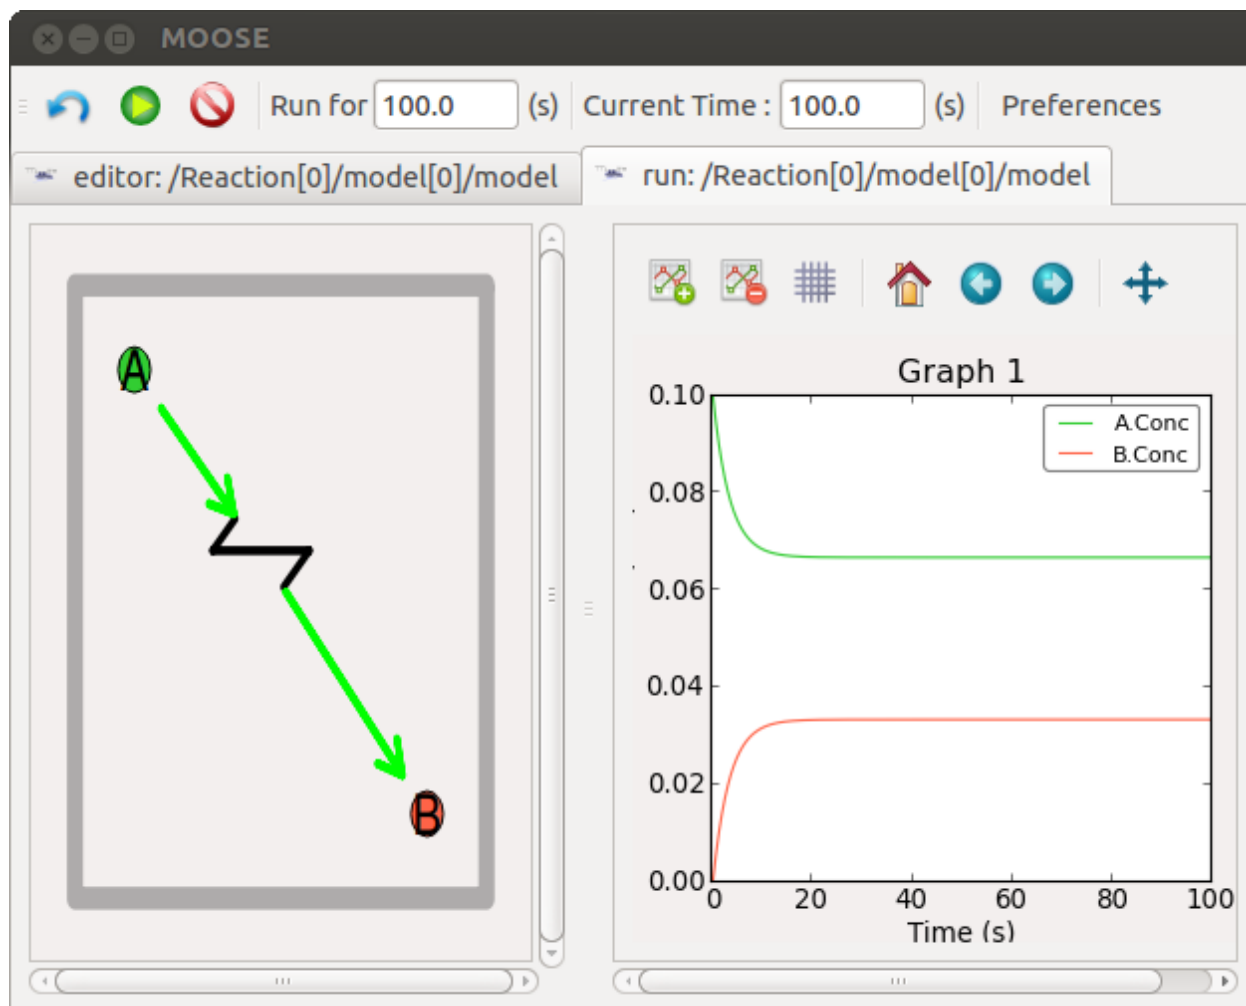 MOOSE
Run for 100.0 (s) Current Time : 100.0 (s) Preferences
editor: /Reaction[0]/model[0]/model run: /Reaction[0]/model[0]/model
A
B
Graph 1
A.Conc
B.Conc
0.10
0.08
0.06
0.04
0.02
0.00
0 20 40 60 80 100
Time (s)